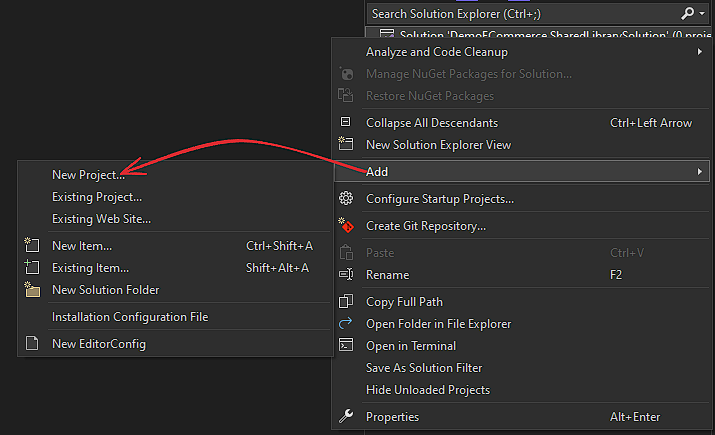 Search Solution Explorer (Ctrl+;)
Solution 'DemoECommerce.SharedLibrarySolution' (0 proje
Analyze and Code Cleanup
Manage NuGet Packages for Solution...
Restore NuGet Packages
Collapse All Descendants Ctrl+Left Arrow
New Solution Explorer View
Add
Configure Startup Projects...
Create Git Repository...
Paste Ctrl+V
Rename F2
Copy Full Path
Open Folder in File Explorer
Open in Terminal
Save As Solution Filter
Hide Unloaded Projects
Properties Alt+Enter
New Project...
Existing Project...
Existing Web Site...
New Item... Ctrl+Shift+A
Existing Item... Shift+Alt+A
New Solution Folder
Installation Configuration File
New EditorConfig